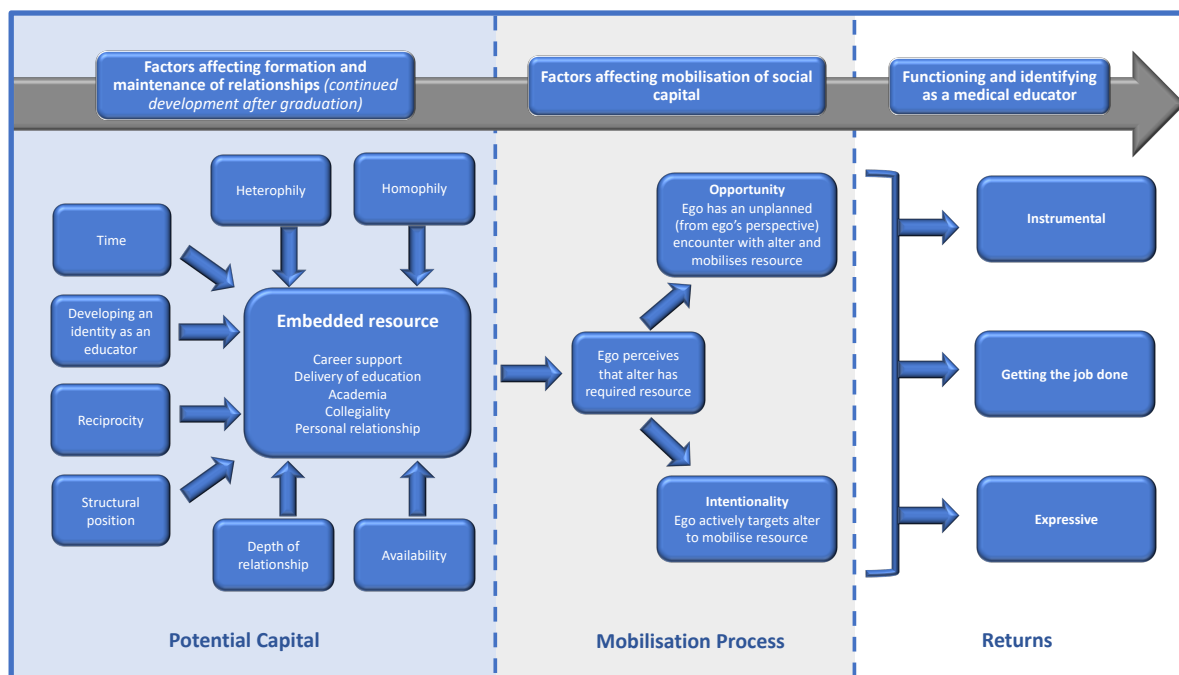 Factors affecting formation and
maintenance of relationships (continued
development after graduation)
Factors affecting mobilisation of social
capital
Functioning and identifying
as a medical educator
Heterophily
Homophily
Time
Developing an
identity as an
educator
Reciprocity
Structural
position
Embedded resource
Career support
Delivery of education
Academia
Collegiality
Personal relationship
Depth of
relationship
Availability
Potential Capital
Opportunity
Ego has an unplanned
(from ego's perspective)
encounter with alter and
mobilises resource
Ego perceives
that alter has
required resource
Intentionality
Ego actively targets alter
to mobilise resource
Mobilisation Process
Instrumental
Getting the job done
Expressive
Returns